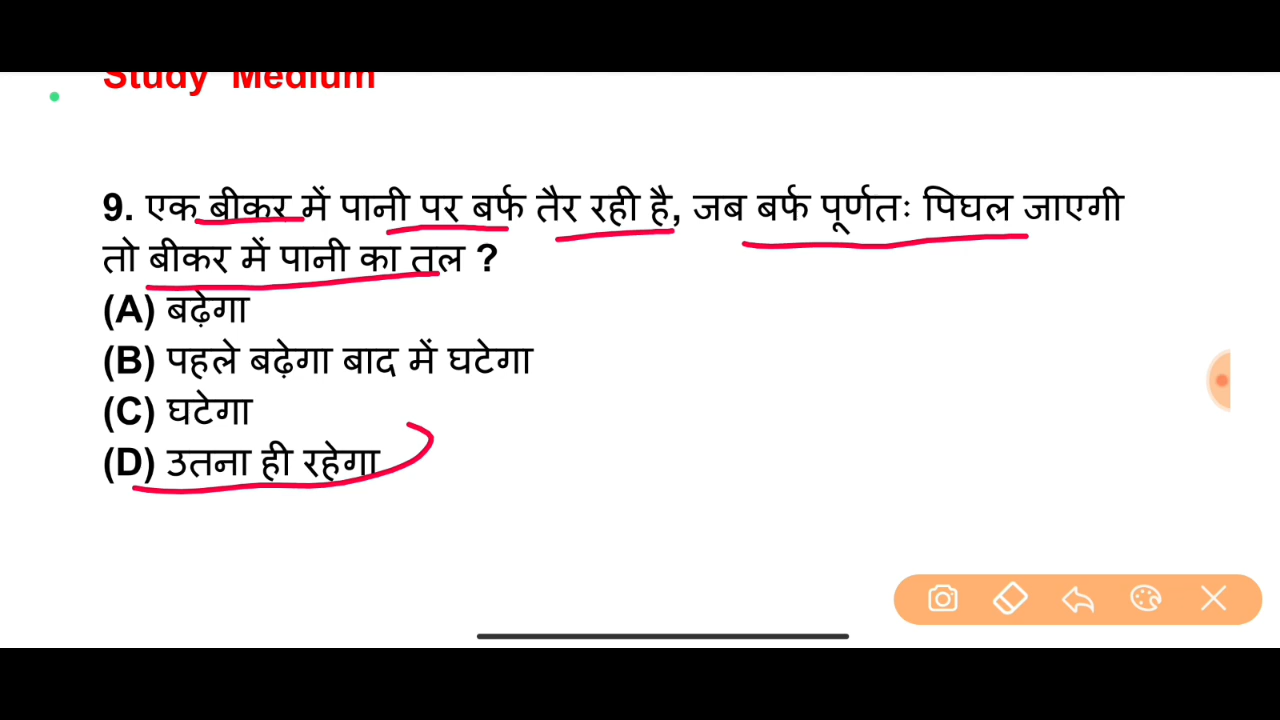 Study Medium
9. एक बीकर में पानी पर बर्फ तैर रही है, जब बर्फ पूर्णतः पिघल जाएगी
तो बीकर में पानी का तल ?
(A) बढ़ेगा
(B) पहले बढ़ेगा बाद में घटेगा
(C) घटेगा
(D) उतना ही रहेगा